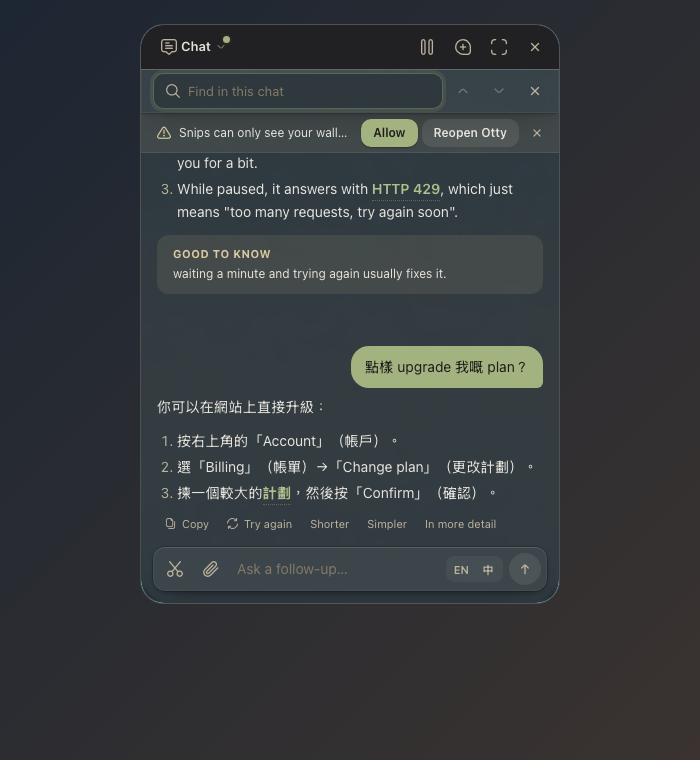 Chat
Find in this chat
Snips can only see your wall...
Allow
Reopen Otty
you for a bit.
3. While paused, it answers with HTTP 429, which just
means "too many requests, try again soon".
GOOD TO KNOW
waiting a minute and trying again usually fixes it.
點樣 upgrade 我嘅 plan？
你可以在網站上直接升級：
1. 按右上角的「Account」（帳戶）。
2. 選「Billing」（帳單）→「Change plan」（更改計劃）。
3. 揀一個較大的計劃，然後按「Confirm」（確認）。
Copy
Try again
Shorter
Simpler
In more detail
Ask a follow-up...
EN
中